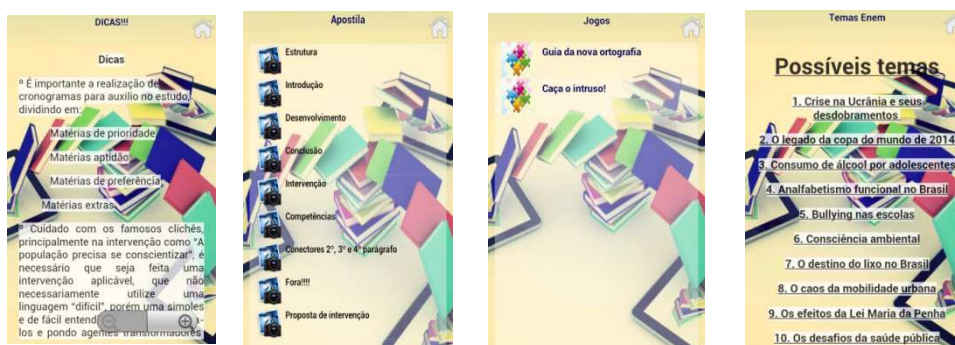 DICAS!!!
Dicas
º É importante a realização de
cronogramas para auxilio no estudo,
dividindo em:
Matérias de prioridade
Matérias aptidão
Matérias de preferência
Matérias extras
º Cuidado com os famosos clichês,
principalmente na intervenção como "A
população precisa se conscientizar", é
necessário que seja feita uma
intervenção aplicável, que não
necessariamente utilize uma
linguagem "difícil", porém uma simples
e de fácil
los e pondo agentes transformadores
Apostila
Estrutura
Introdução
Desenvolvimento
Conclusão
Intervenção
Competências
Conectores 2º, 3º e 4º parágrafo
Fora!!!!
Proposta de intervenção
Jogos
Guia da nova ortografia
Caça o intruso!
Temas Enem
Possíveis temas
1. Crise na Ucrânia e seus
desdobramentos
2. O legado da copa do mundo de 2014
3. Consumo de álcool por adolescentes
4. Analfabetismo funcional no Brasil
5. Bullying nas escolas
6. Consciência ambiental
7. O destino do lixo no Brasil
8. O caos da mobilidade urbana
9. Os efeitos da Lei Maria da Penha
10. Os desafios da saúde pública